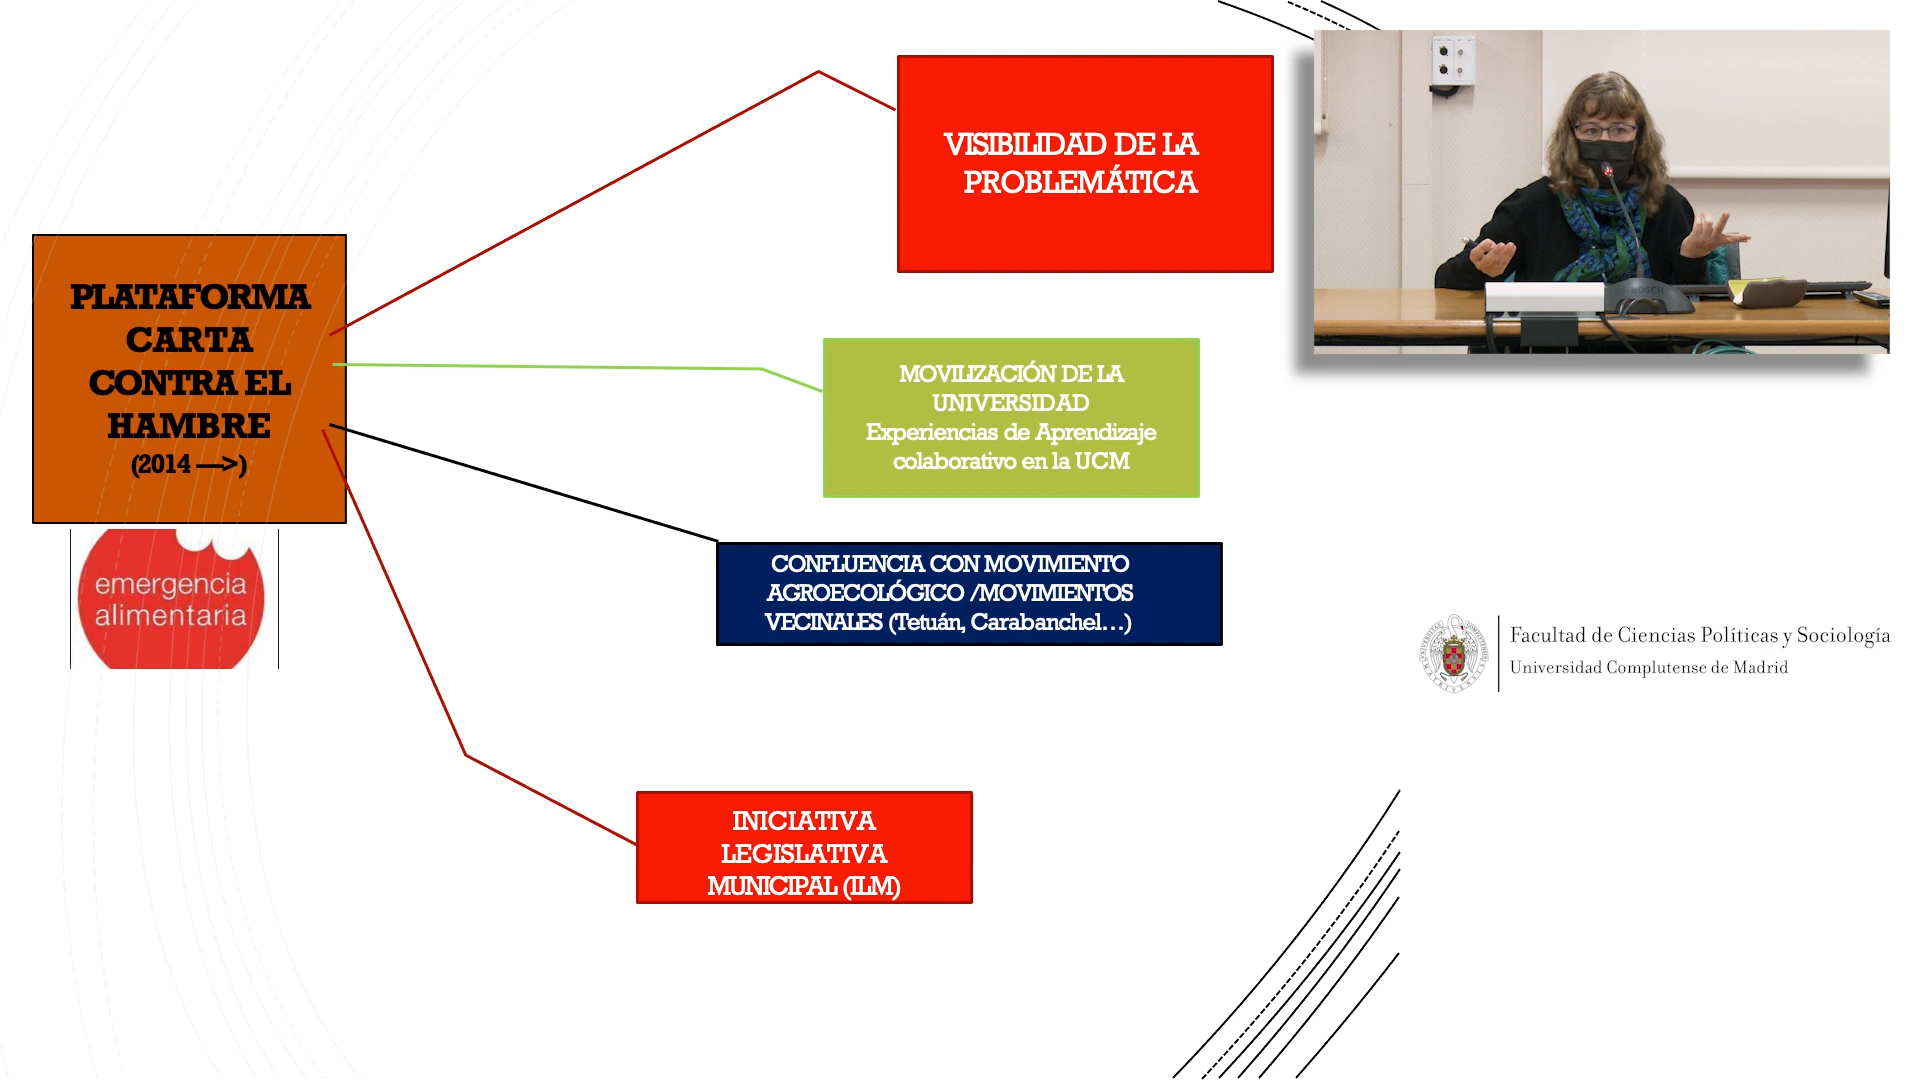 PLATAFORMA
CARTA
CONTRA EL
HAMBRE
(2014 —>)
emergencia
alimentaria
VISIBILIDAD DE LA
PROBLEMÁTICA
MOVILIZACIÓN DE LA
UNIVERSIDAD
Experiencias de Aprendizaje
colaborativo en la UCM
CONFLUENCIA CON MOVIMIENTO
AGROECOLÓGICO /MOVIMIENTOS
VECINALES (Tetuán, Carabanchel…)
INICIATIVA
LEGISLATIVA
MUNICIPAL (ILM)
BOSCH
Facultad de Ciencias Políticas y Sociología
Universidad Complutense de Madrid